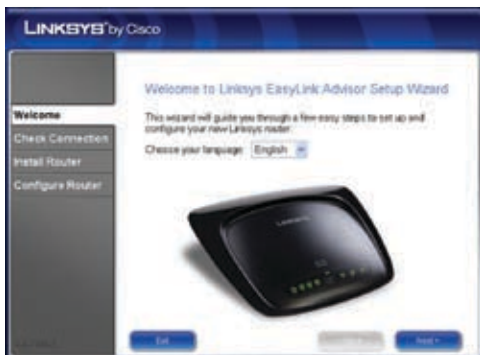 LINKSYS by Cisco
Welcome to Linksys EasyLink Advisor Setup Wizard
Welcome
This wizard will guide you through a few easy steps to set up and
configure your new Linksys router.
Check Connection
Choose your language: English
Install Router
Configure Router
LINKSYS
Exit
Next